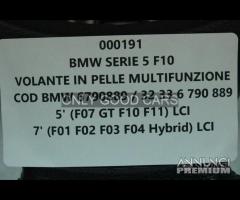 000191
BMW SERIE 5 F10
VOLANTE IN PELLE MULTIFUNZIONE
COD BMW 6790889 / 32 33 6 790 889
ONLY GOOD CARS
5' (F07 GT F10 F11) LCI
7' (F01 F02 F03 F04 Hybrid) LCI
ANNUNCI
PREMIUM